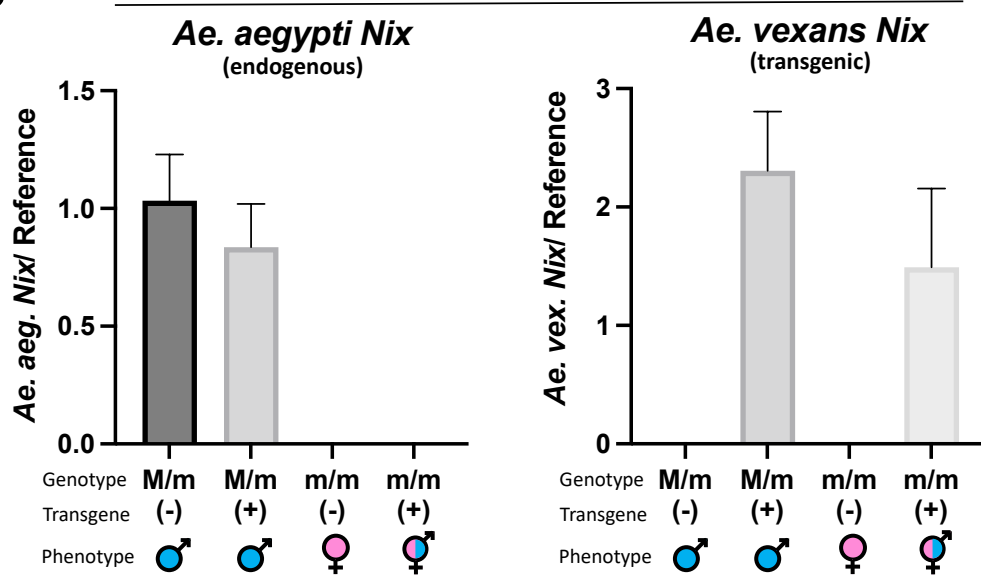 Ae. aegypti Nix
(endogenous)
Ae. aeg. Nix/ Reference
1.5
1.0
0.5
0.0
Genotype M/m M/m m/m m/m
Transgene (-) (+) (-) (+)
Phenotype
Ae. vexans Nix
(transgenic)
Ae. vex. Nix/ Reference
3
2
1
0
Genotype M/m M/m m/m m/m
Transgene (-) (+) (-) (+)
Phenotype